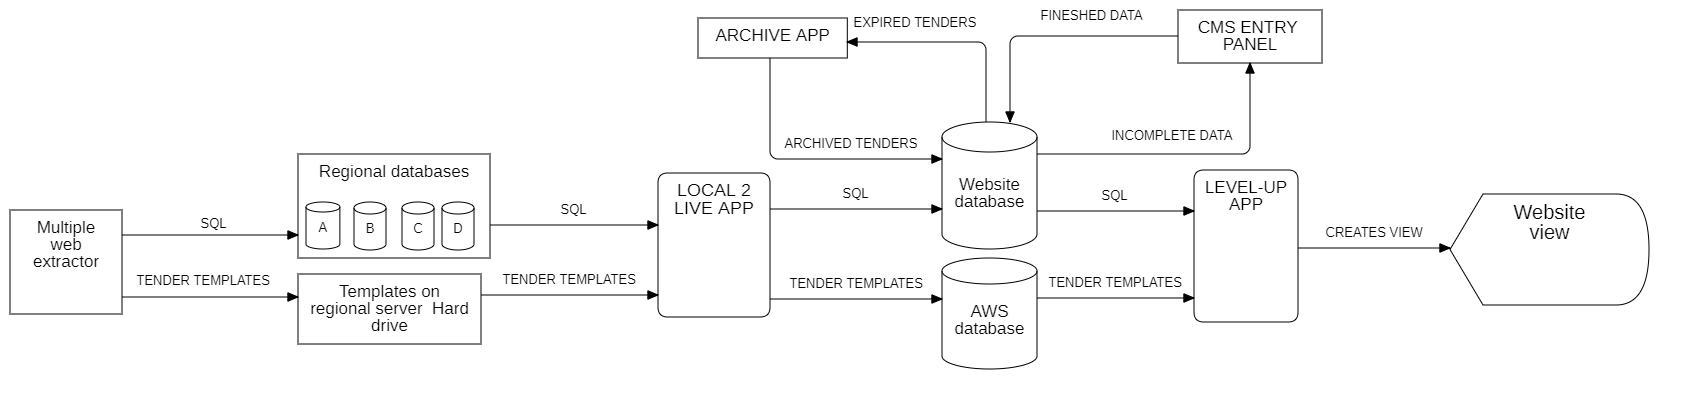 EXPIRED TENDERS
FINESHED DATA
ARCHIVE APP
CMS ENTRY
PANEL
ARCHIVED TENDERS
INCOMPLETE DATA
Multiple
web
extractor
SQL
TENDER TEMPLATES
Regional databases
A
B
C
D
Templates on
regional server  Hard
drive
SQL
TENDER TEMPLATES
LOCAL 2
LIVE APP
SQL
TENDER TEMPLATES
Website
database
AWS
database
SQL
TENDER TEMPLATES
LEVEL-UP
APP
CREATES VIEW
Website
view